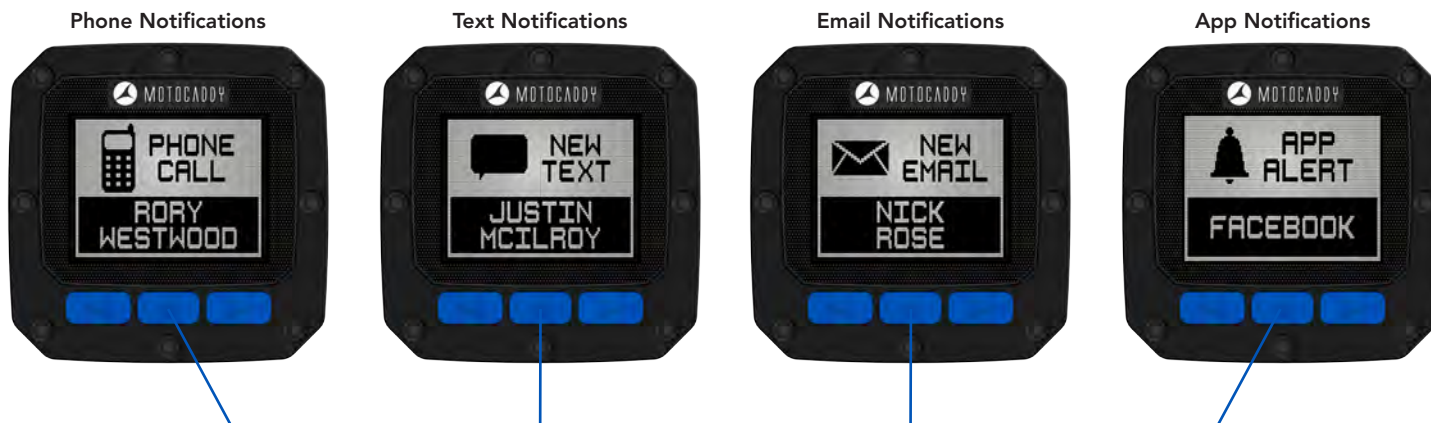 Phone Notifications
Text Notifications
Email Notifications
App Notifications
MOTOCADDY
PHONE
CALL
RORY
WESTWOOD
MOTOCADDY
NEW
TEXT
JUSTIN
MCILROY
MOTOCADDY
NEW
EMAIL
NICK
ROSE
MOTOCADDY
APP
ALERT
FACEBOOK